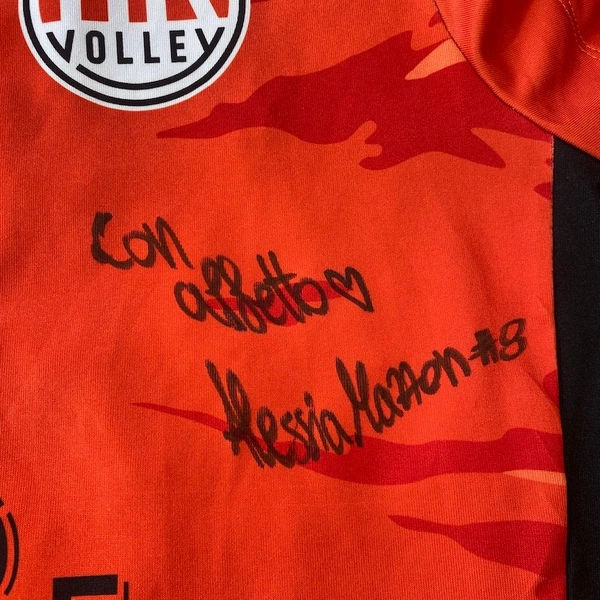 VOLLEY
Con
affetto♡
Alessia Mazzon #8